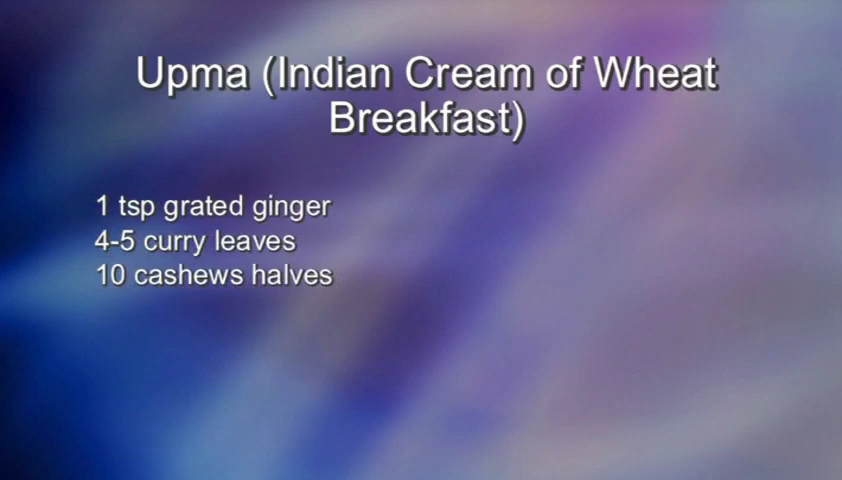 Upma (Indian Cream of Wheat
Breakfast)
1 tsp grated ginger
4-5 curry leaves
10 cashews halves